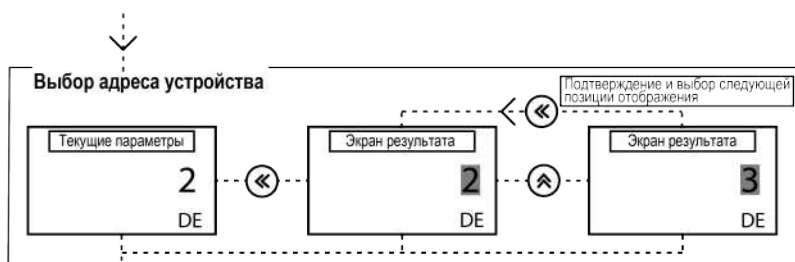 Выбор адреса устройства
Подтверждение и выбор следующей
позиции отображения
Текущие параметры
2
DE
Экран результата
2
DE
Экран результата
3
DE